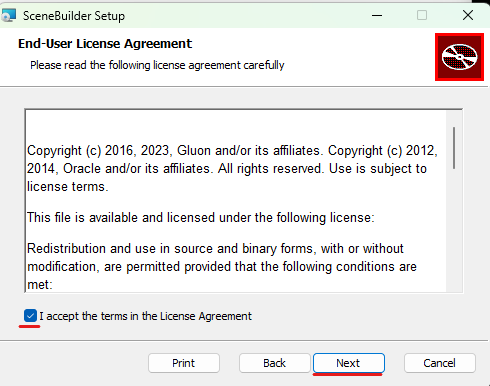 SceneBuilder Setup
End-User License Agreement
Please read the following license agreement carefully
Copyright (c) 2016, 2023, Gluon and/or its affiliates. Copyright (c) 2012,
2014, Oracle and/or its affiliates. All rights reserved. Use is subject to
license terms.
This file is available and licensed under the following license:
Redistribution and use in source and binary forms, with or without
modification, are permitted provided that the following conditions are
met:
I accept the terms in the License Agreement
Print Back Next Cancel